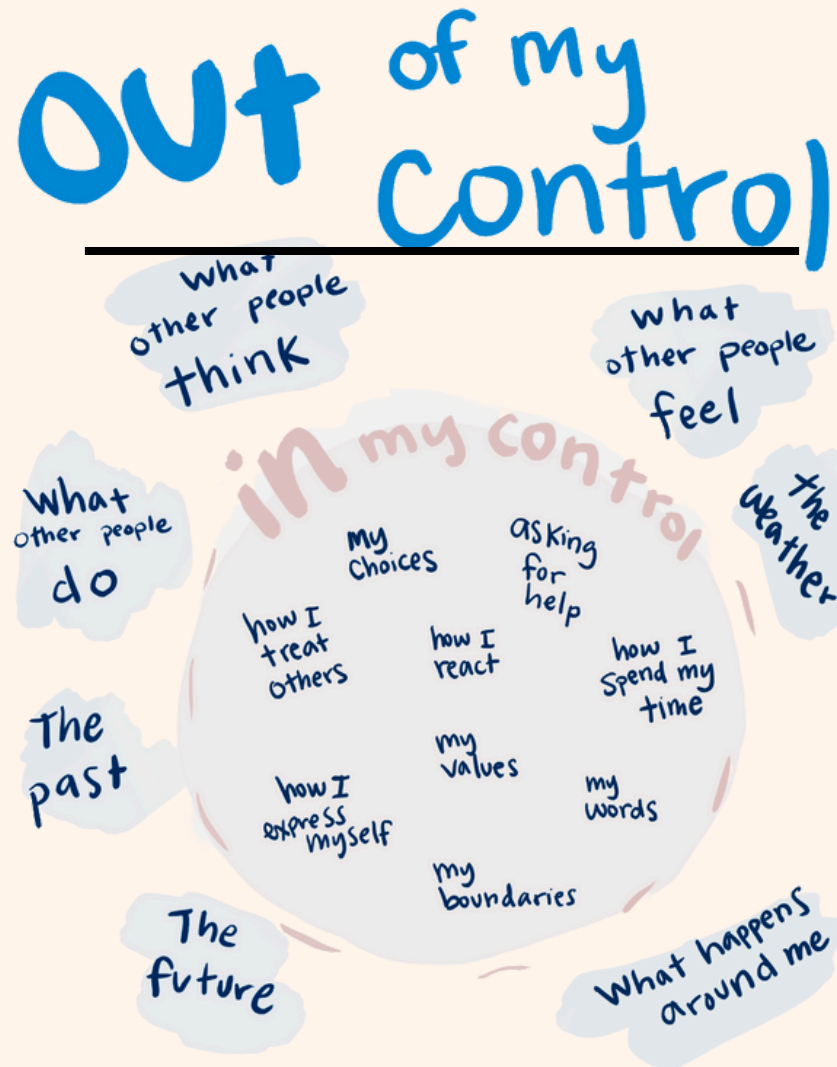 Out of my
control
what
other people
think
what
other people
feel
what
other people
do
the
weather
in my control
my
choices
asking
for
help
how I
treat
others
how I
react
how I
spend my
time
my
values
how I
express
myself
my
words
my
boundaries
The
past
The
future
What happens
around me